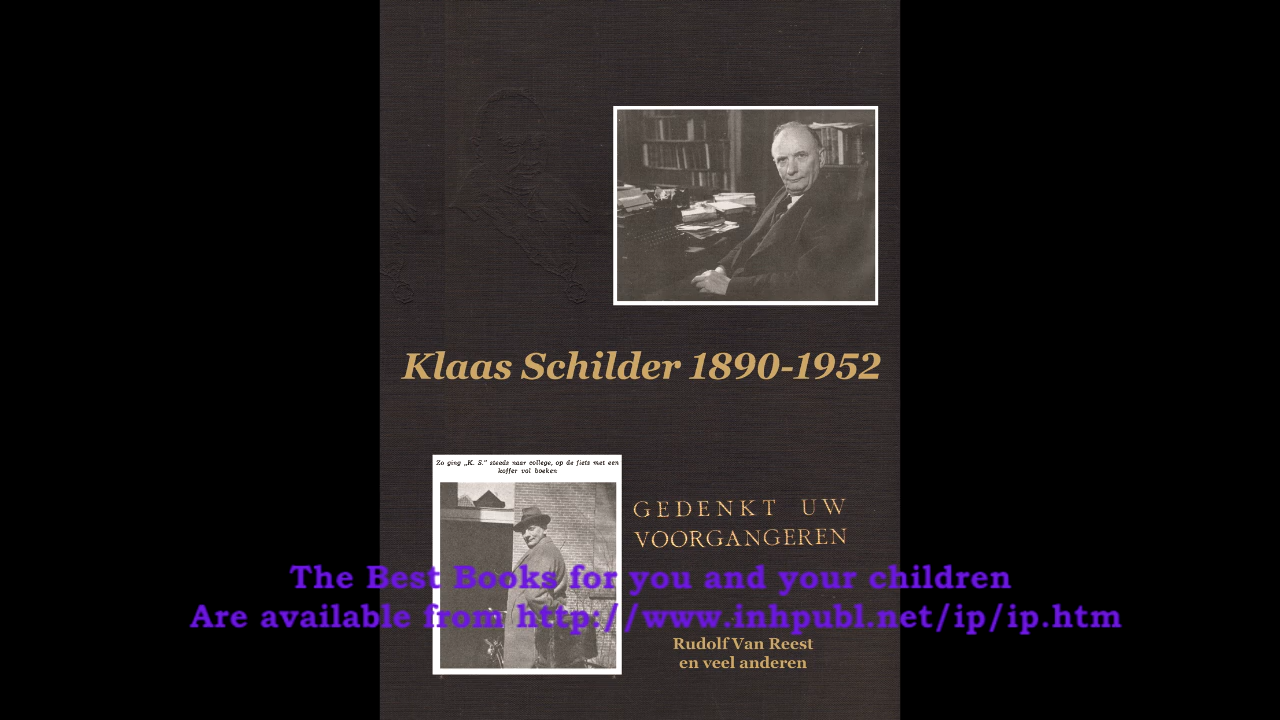 Klaas Schilder 1890-1952
Zo ging „K. S.” steeds naar college, op de fiets met een
koffer vol boeken
GEDENKT UW
VOORGANGEREN
The Best Books for you and your children
Are available from http://www.inhpubl.net/ip/ip.htm
Rudolf Van Reest
en veel anderen